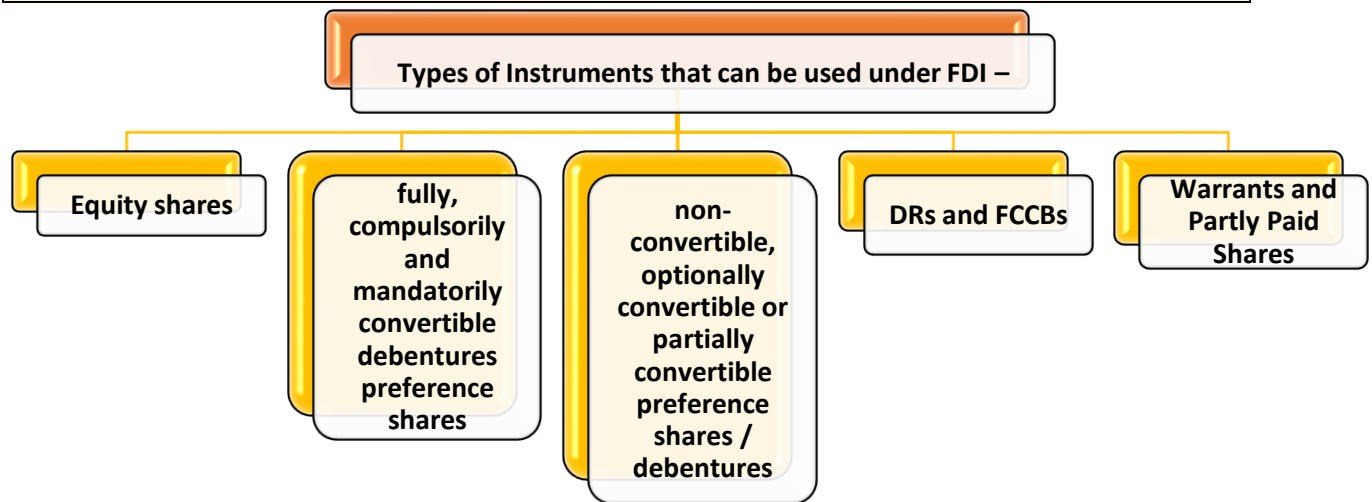 Types of Instruments that can be used under FDI –
Equity shares
fully,
compulsorily
and
mandatorily
convertible
debentures
preference
shares
non-
convertible,
optionally
convertible or
partially
convertible
preference
shares /
debentures
DRs and FCCBs
Warrants and
Partly Paid
Shares